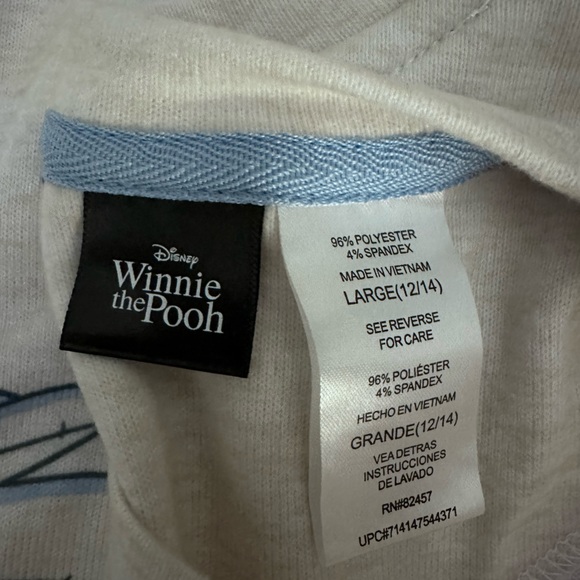 Disney
Winnie
the Pooh
96% POLYESTER
4% SPANDEX
MADE IN VIETNAM
LARGE(12/14)
SEE REVERSE
FOR CARE
96% POLIÉSTER
4% SPANDEX
HECHO EN VIETNAM
GRANDE(12/14)
VEA DETRAS
INSTRUCCIONES
DE LAVADO
RN#82457
UPC#714147544371